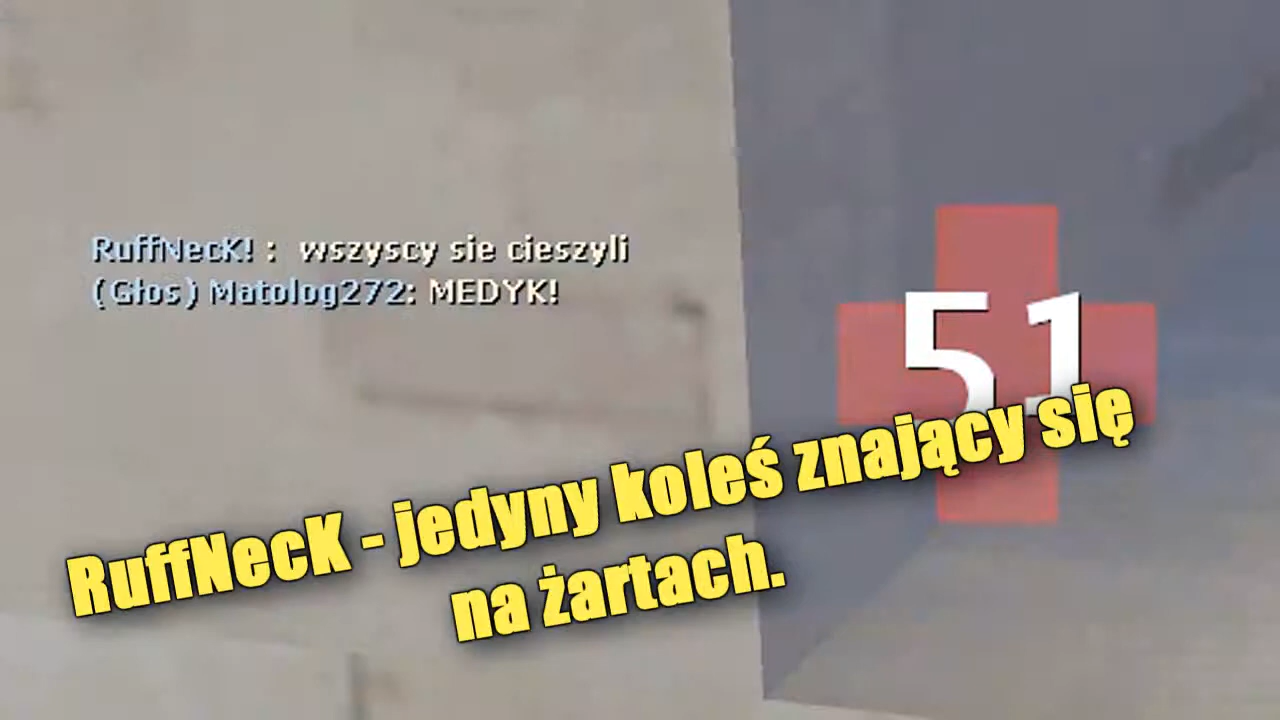 RuffNecK! :  wszyscy sie cieszyli
(Głos) Matolog272: MEDYK!
51
RuffNecK - jedyny koleś znający się
na żartach.